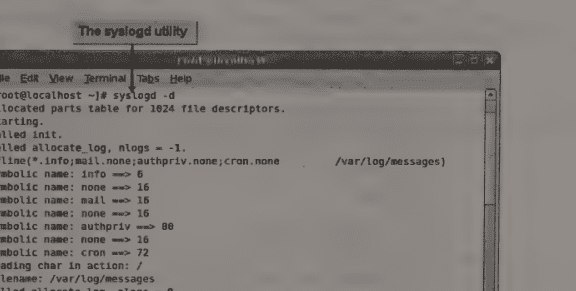 The syslogd utility
le Edit View Terminal Tabs Help
root@localhost ~]# syslogd -d
located parts table for 1024 file descriptors.
arting.
lled init.
lled allocate_log, nlogs = -1.
fline(*.info;mail.none;authpriv.none;cron.none /var/log/messages)
mbolic name: info ==> 6
mbolic name: none ==> 16
mbolic name: mail ==> 16
mbolic name: none ==> 16
mbolic name: authpriv ==> 80
mbolic name: none ==> 16
mbolic name: cron ==> 72
ading char in action: /
lename: /var/log/messages